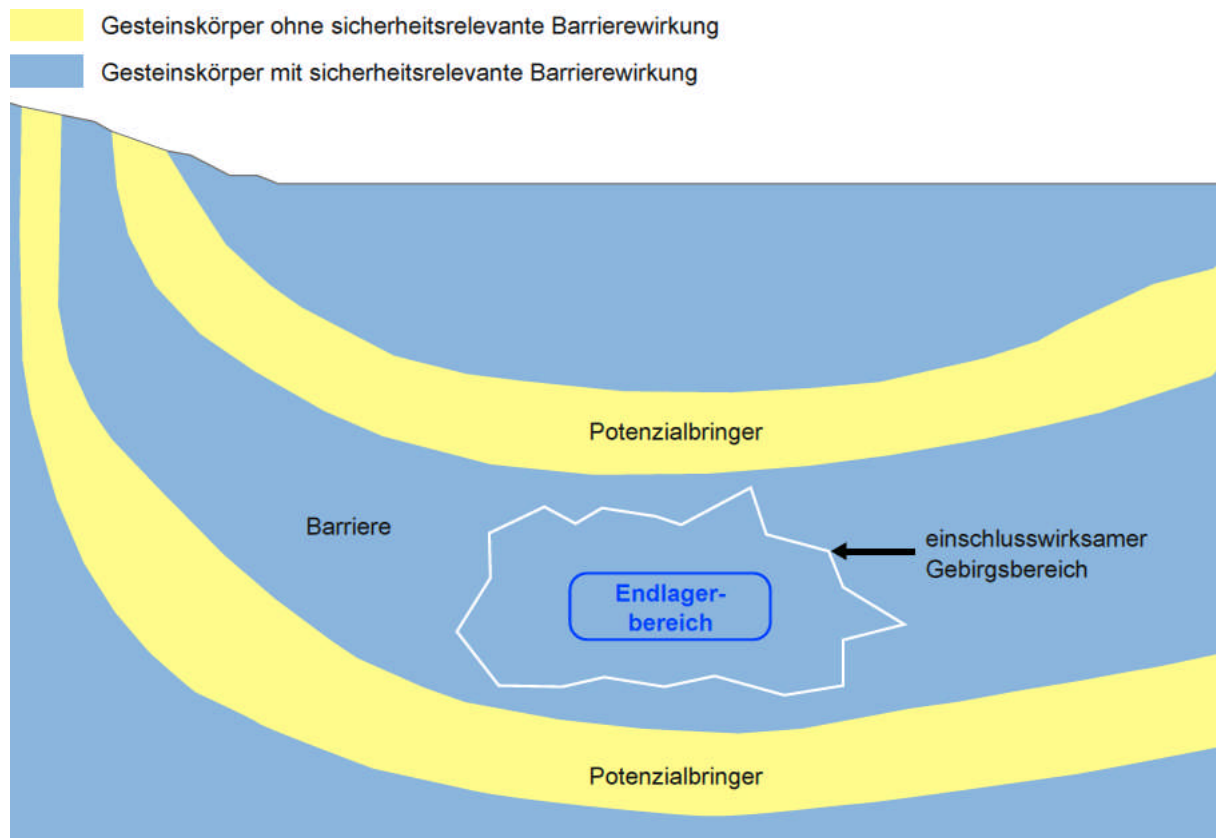 Gesteinskörper ohne sicherheitsrelevante Barrierewirkung
Gesteinskörper mit sicherheitsrelevante Barrierewirkung
Potenzialbringer
Barriere
einschlusswirksamer
Gebirgsbereich
Endlager-
bereich
Potenzialbringer